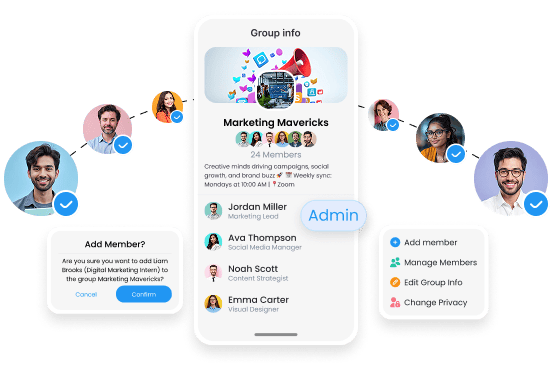 Group info
Marketing Mavericks
24 Members
Creative minds driving campaigns, social
growth, and brand buzz 🚀 | 📅 Weekly sync:
Mondays at 10:00 AM | 📍 Zoom
Jordan Miller
Marketing Lead
Admin
Ava Thompson
Social Media Manager
Noah Scott
Content Strategist
Emma Carter
Visual Designer
Add Member?
Are you sure you want to add Liam
Brooks (Digital Marketing Intern) to
the group Marketing Mavericks?
Cancel
Confirm
Add member
Manage Members
Edit Group Info
Change Privacy